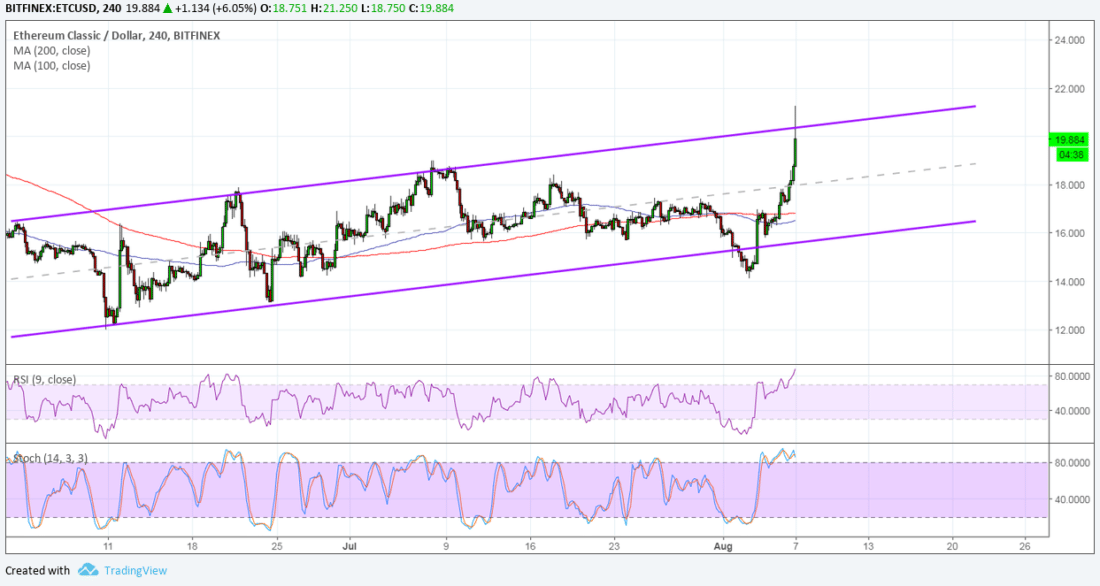 BITFINEX:ETCUSD, 240 19.884 ▲ +1.134 (+6.05%) O:18.751 H:21.250 L:18.750 C:19.884
Ethereum Classic / Dollar, 240, BITFINEX
MA (200, close)
MA (100, close)
24.000
22.000
19.884
04:38
18.000
16.000
14.000
12.000
RSI (9, close)
80.0000
40.0000
Stoch (14, 3, 3)
80.0000
40.0000
11 18 25 Jul 9 16 23 Aug 7 13 20 26
Created with TradingView